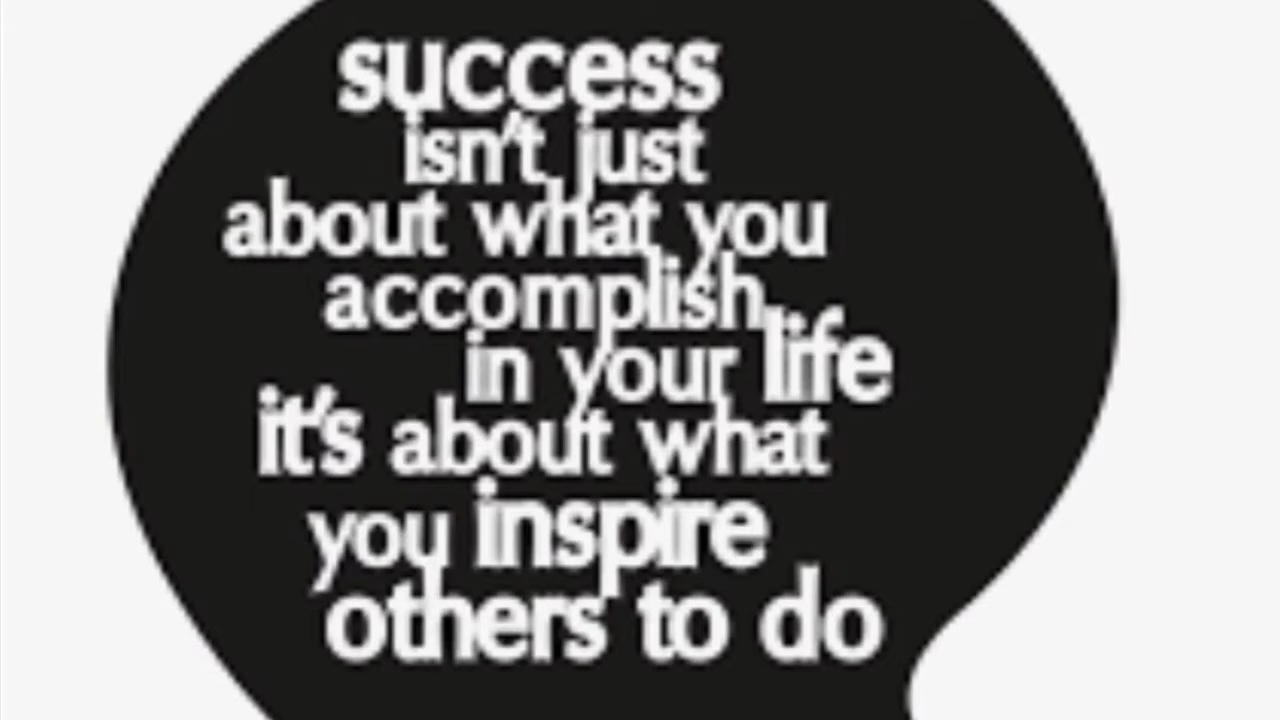 success
isn't just
about what you
accomplish
in your life
it's about what
you inspire
others to do